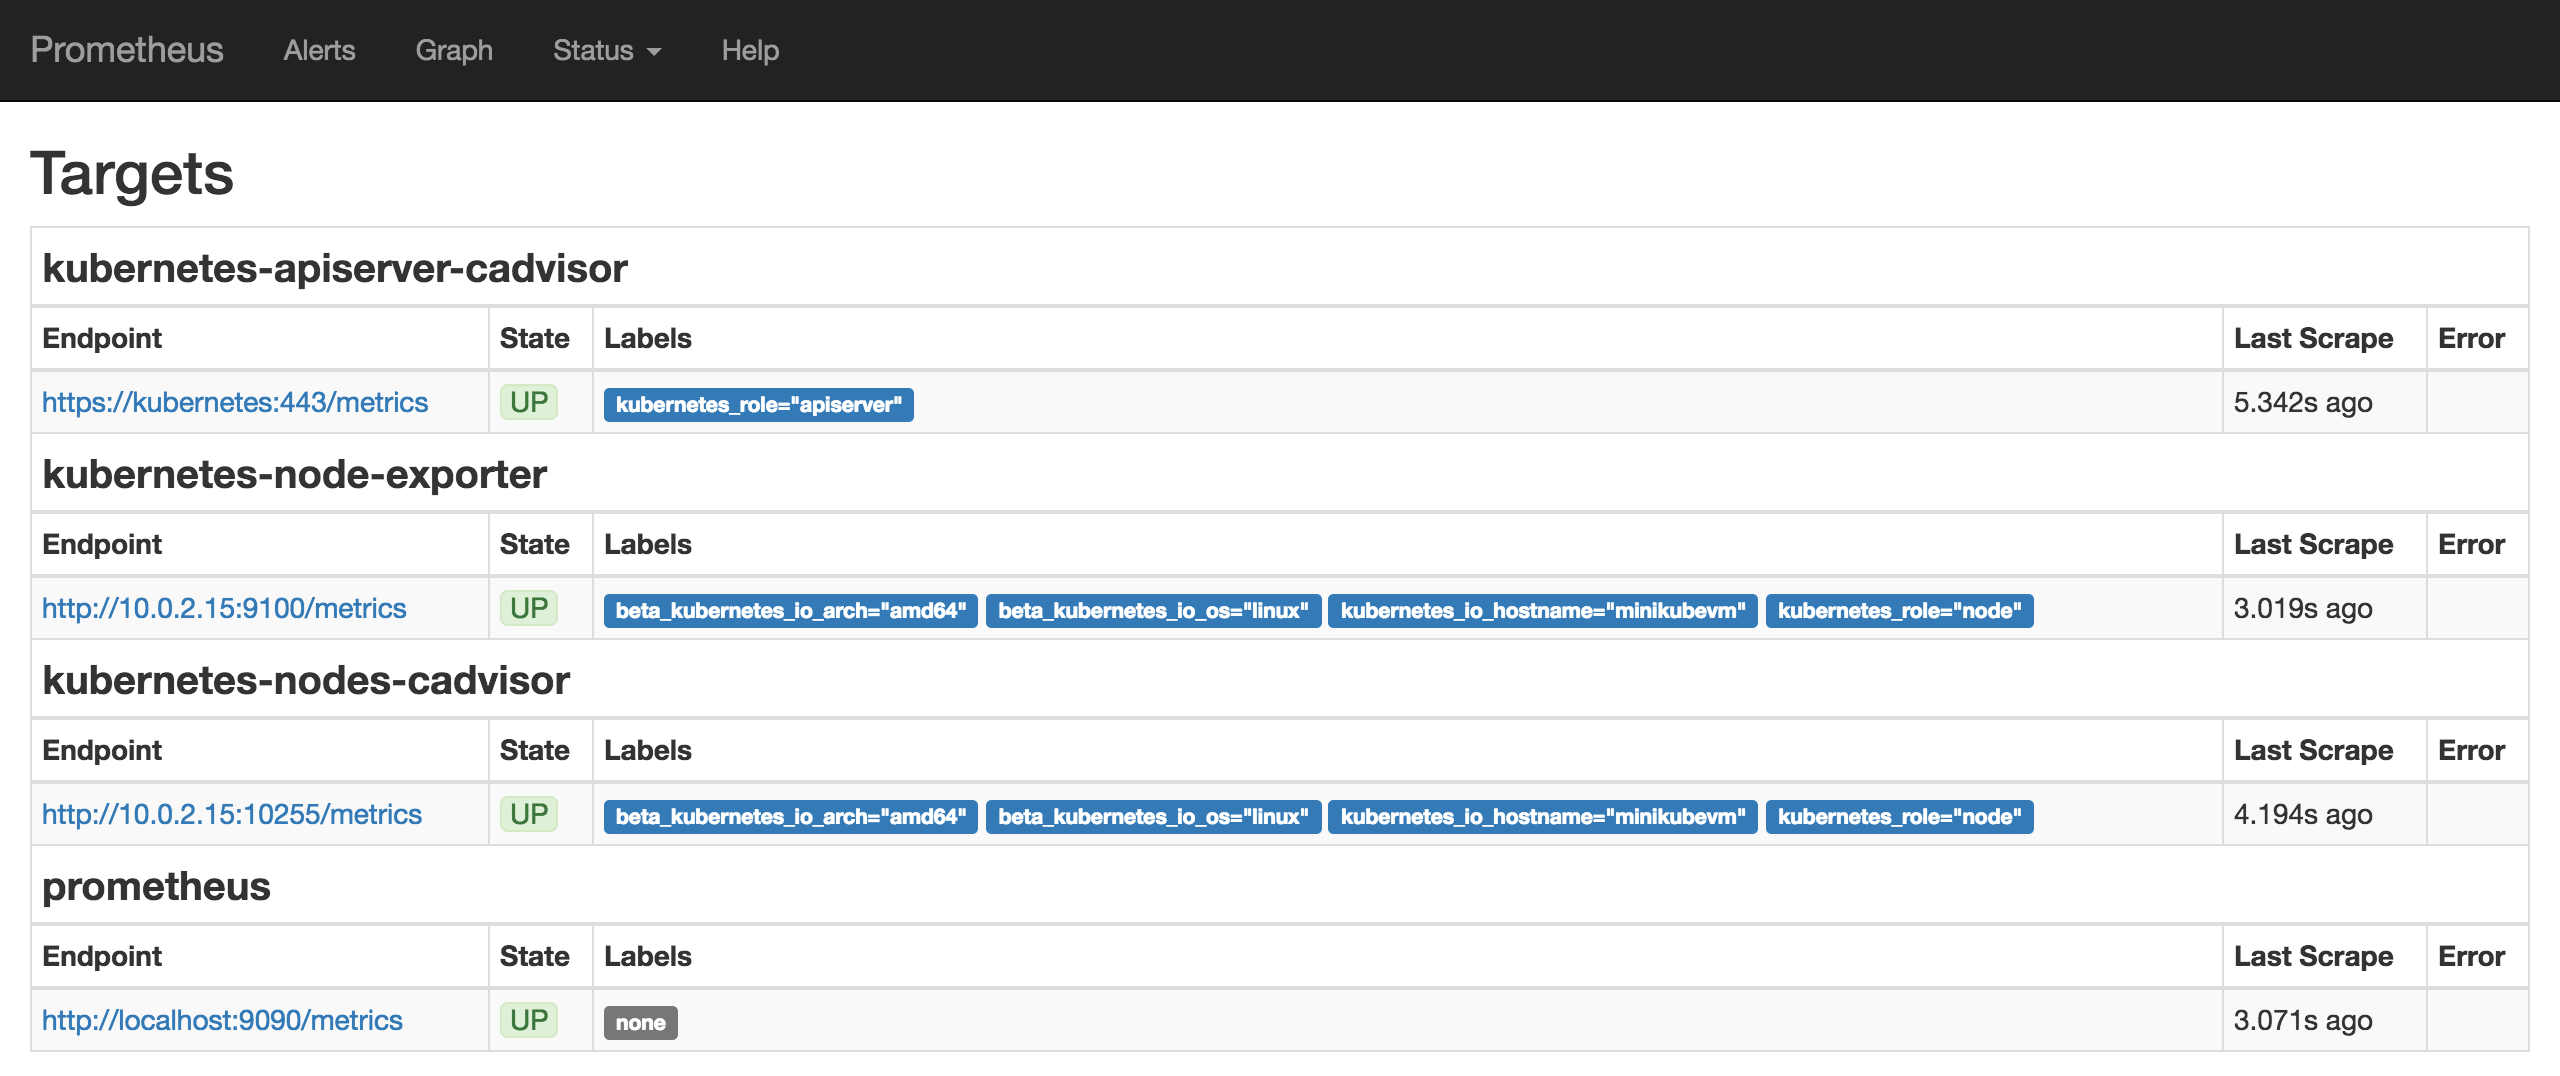 Prometheus Alerts Graph Status Help
Targets
kubernetes-apiserver-cadvisor
Endpoint State Labels Last Scrape Error
https://kubernetes:443/metrics UP kubernetes_role="apiserver" 5.342s ago
kubernetes-node-exporter
Endpoint State Labels Last Scrape Error
http://10.0.2.15:9100/metrics UP beta_kubernetes_io_arch="amd64" beta_kubernetes_io_os="linux" kubernetes_io_hostname="minikubevm" kubernetes_role="node" 3.019s ago
kubernetes-nodes-cadvisor
Endpoint State Labels Last Scrape Error
http://10.0.2.15:10255/metrics UP beta_kubernetes_io_arch="amd64" beta_kubernetes_io_os="linux" kubernetes_io_hostname="minikubevm" kubernetes_role="node" 4.194s ago
prometheus
Endpoint State Labels Last Scrape Error
http://localhost:9090/metrics UP none 3.071s ago